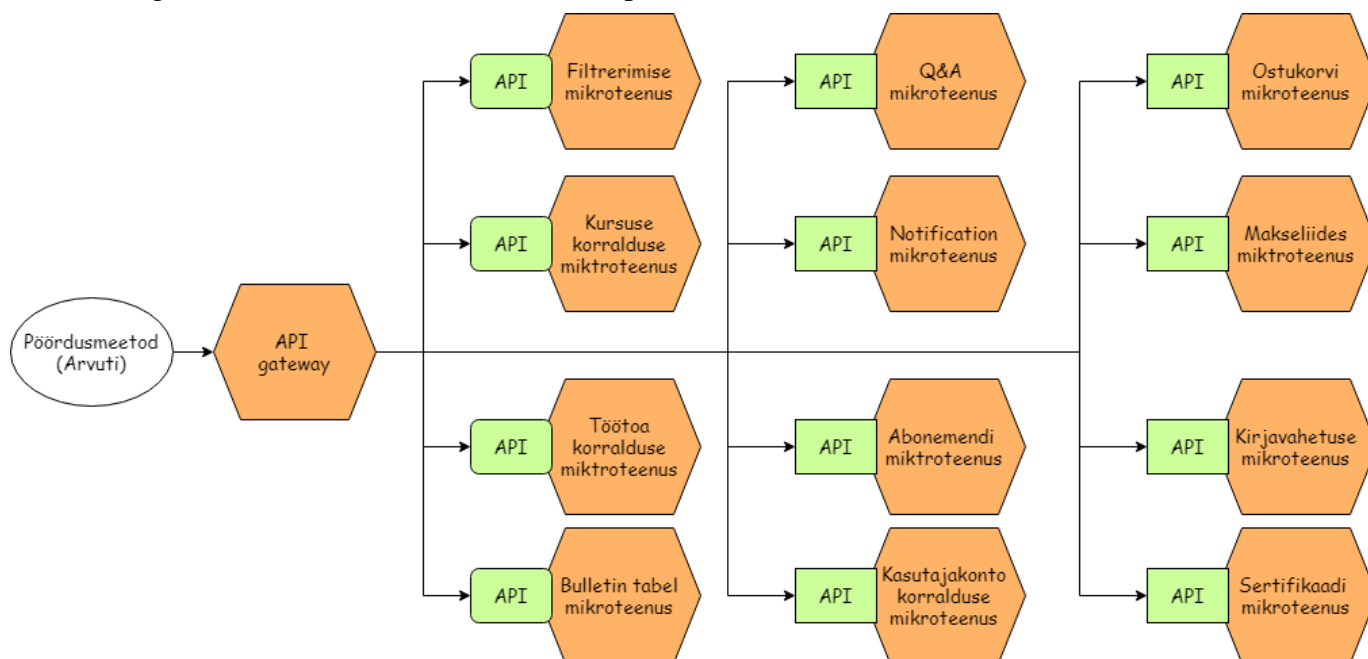 Pöördusmeetod
(Arvuti)
API
gateway
API
Filtrerimise
mikroteenus
API
Kursuse
korralduse
miktroteenus
API
Töötoa
korralduse
miktroteenus
API
Bulletin tabel
mikroteenus
API
Q&A
mikroteenus
API
Notification
mikroteenus
API
Abonemendi
miktroteenus
API
Kasutajakonto
korralduse
mikroteenus
API
Ostukorvi
mikroteenus
API
Makseliides
miktroteenus
API
Kirjavahetuse
mikroteenus
API
Sertifikaadi
mikroteenus